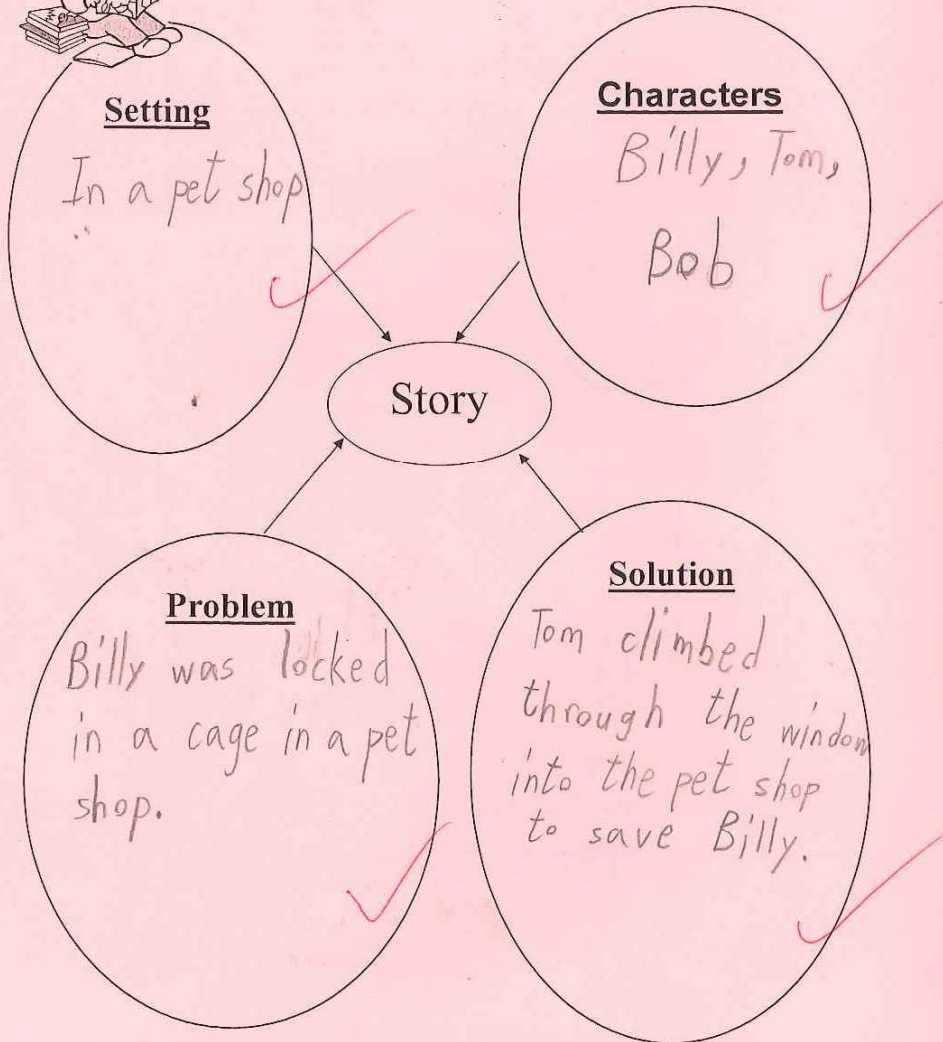 Setting
In a pet shop
Characters
Billy, Tom,
Bob
Story
Problem
Billy was locked
in a cage in a pet
shop.
Solution
Tom climbed
through the window
into the pet shop
to save Billy.